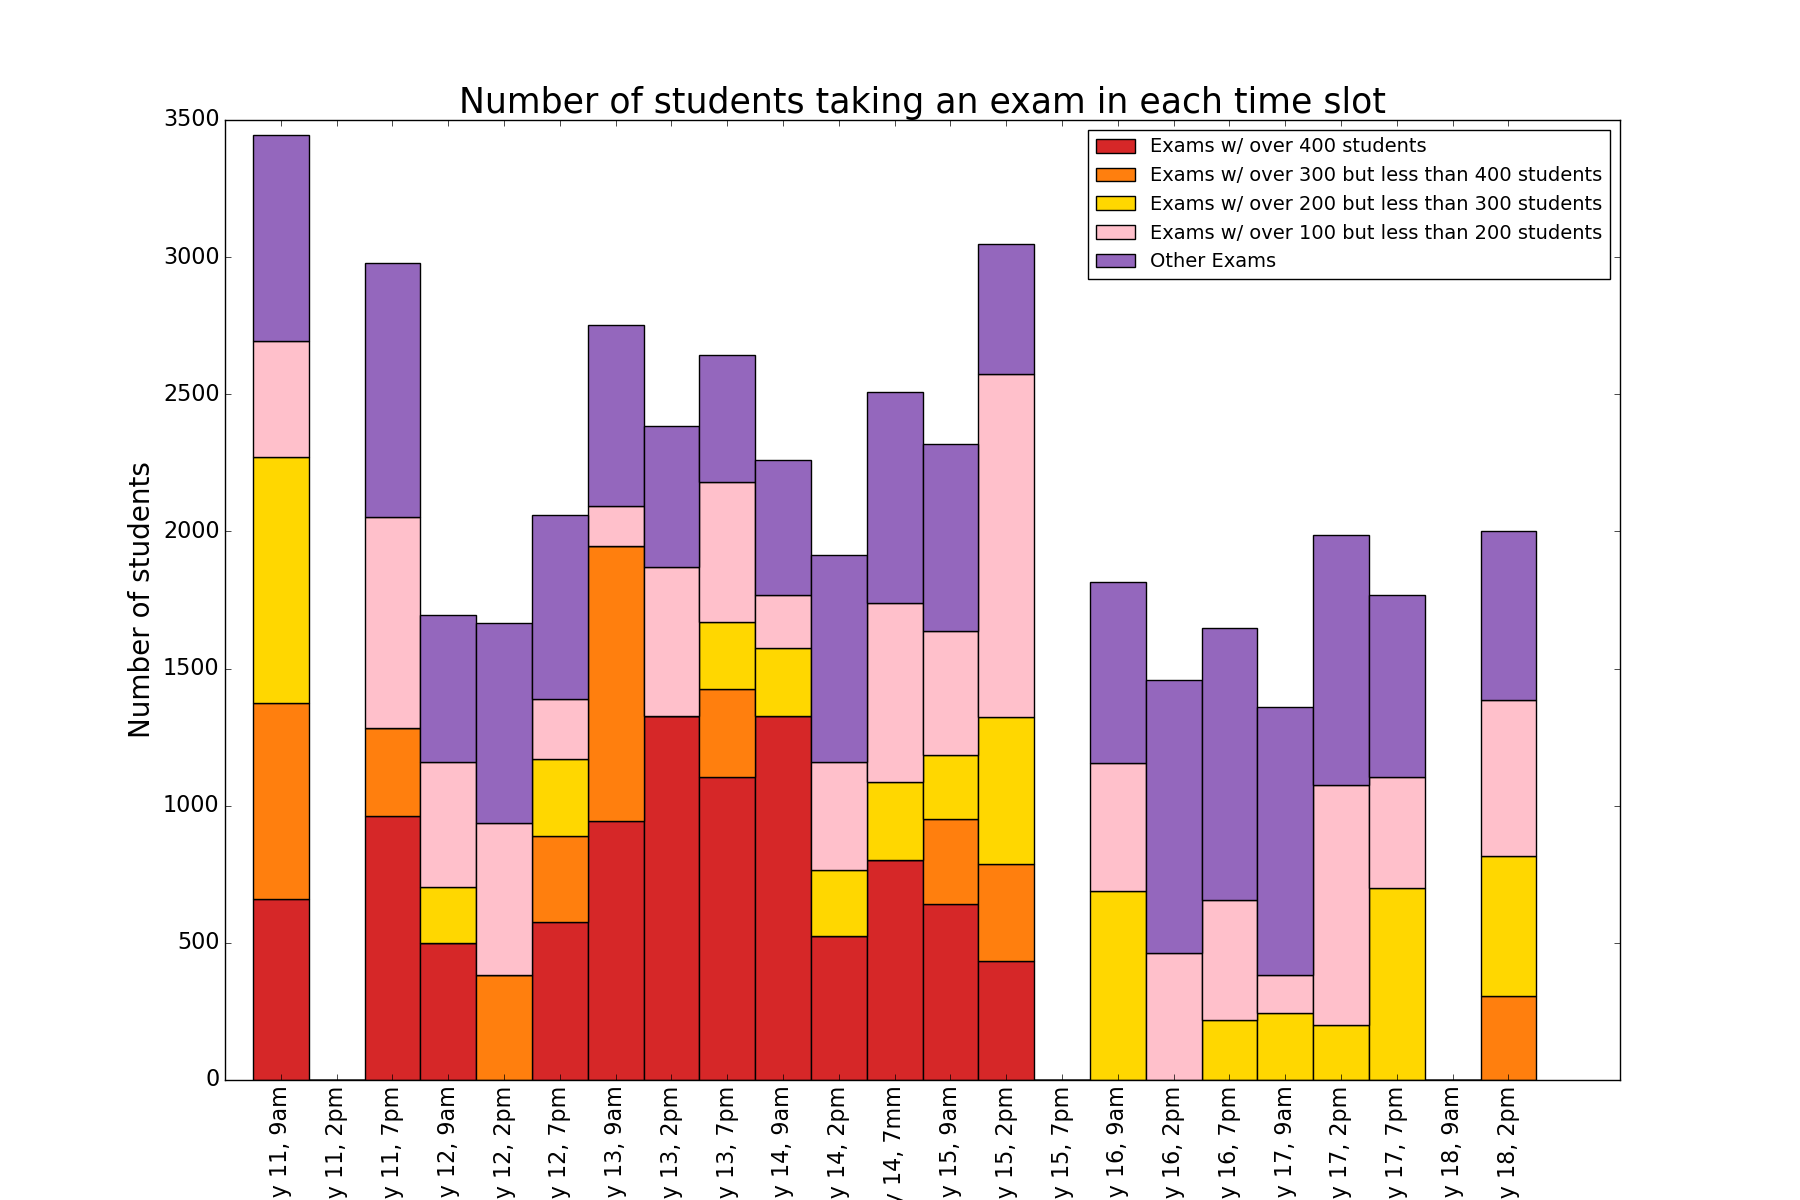 Number of students taking an exam in each time slot
3500
3000
2500
2000
1500
1000
500
0
Number of students
Exams w/ over 400 students
Exams w/ over 300 but less than 400 students
Exams w/ over 200 but less than 300 students
Exams w/ over 100 but less than 200 students
Other Exams
y 11, 9am
y 11, 2pm
y 11, 7pm
y 12, 9am
y 12, 2pm
y 12, 7pm
y 13, 9am
y 13, 2pm
y 13, 7pm
y 14, 9am
y 14, 2pm
y 14, 7mm
y 15, 9am
y 15, 2pm
y 15, 7pm
y 16, 9am
y 16, 2pm
y 16, 7pm
y 17, 9am
y 17, 2pm
y 17, 7pm
y 18, 9am
y 18, 2pm